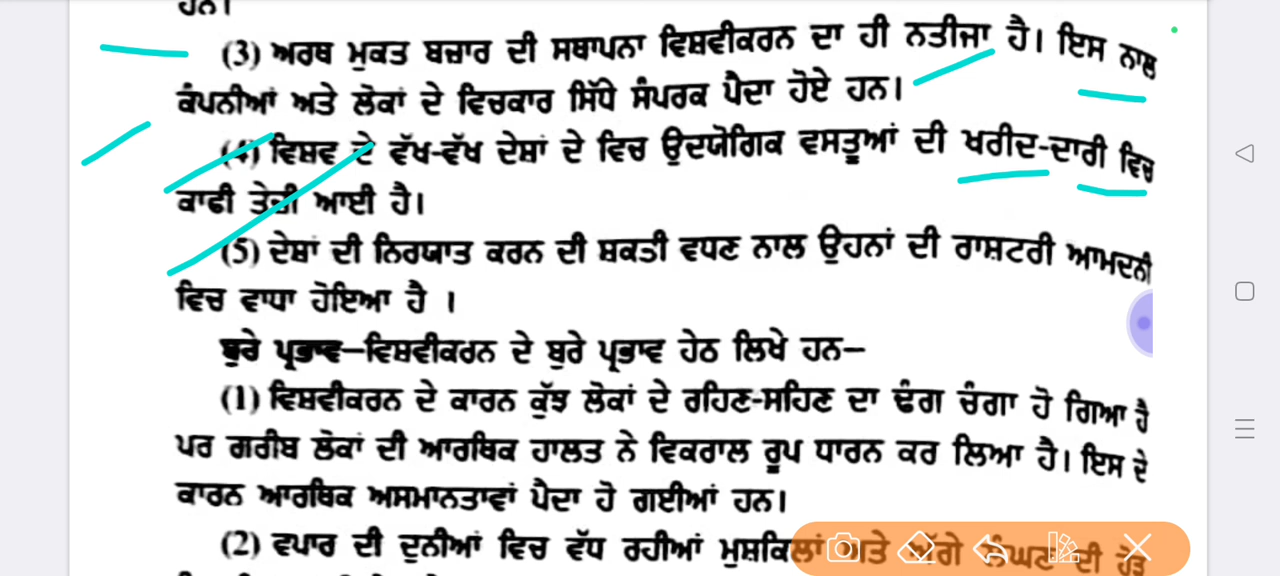 ਹਨ।
(3) ਅਰਥ ਮੁਕਤ ਬਜ਼ਾਰ ਦੀ ਸਥਾਪਨਾ ਵਿਸ਼ਵੀਕਰਨ ਦਾ ਹੀ ਨਤੀਜਾ ਹੈ। ਇਸ ਨਾਲ
ਕੰਪਨੀਆਂ ਅਤੇ ਲੋਕਾਂ ਦੇ ਵਿਚਕਾਰ ਸਿੱਧੇ ਸੰਪਰਕ ਪੈਦਾ ਹੋਏ ਹਨ।
(4) ਵਿਸ਼ਵ ਦੇ ਵੱਖ-ਵੱਖ ਦੇਸ਼ਾਂ ਦੇ ਵਿਚ ਉਦਯੋਗਿਕ ਵਸਤੂਆਂ ਦੀ ਖਰੀਦ-ਦਾਰੀ ਵਿਚ
ਕਾਫੀ ਤੇਜ਼ੀ ਆਈ ਹੈ।
(5) ਦੇਸ਼ਾਂ ਦੀ ਨਿਰਯਾਤ ਕਰਨ ਦੀ ਸ਼ਕਤੀ ਵਧਣ ਨਾਲ ਉਹਨਾਂ ਦੀ ਰਾਸ਼ਟਰੀ ਆਮਦਨੀ
ਵਿਚ ਵਾਧਾ ਹੋਇਆ ਹੈ ।
ਬੁਰੇ ਪ੍ਰਭਾਵ–ਵਿਸ਼ਵੀਕਰਨ ਦੇ ਬੁਰੇ ਪ੍ਰਭਾਵ ਹੇਠ ਲਿਖੇ ਹਨ–
(1) ਵਿਸ਼ਵੀਕਰਨ ਦੇ ਕਾਰਨ ਕੁੱਝ ਲੋਕਾਂ ਦੇ ਰਹਿਣ-ਸਹਿਣ ਦਾ ਢੰਗ ਚੰਗਾ ਹੋ ਗਿਆ ਹੈ
ਪਰ ਗਰੀਬ ਲੋਕਾਂ ਦੀ ਆਰਥਿਕ ਹਾਲਤ ਨੇ ਵਿਕਰਾਲ ਰੂਪ ਧਾਰਨ ਕਰ ਲਿਆ ਹੈ। ਇਸ ਦੇ
ਕਾਰਨ ਆਰਥਿਕ ਅਸਮਾਨਤਾਵਾਂ ਪੈਦਾ ਹੋ ਗਈਆਂ ਹਨ।
(2) ਵਪਾਰ ਦੀ ਦੁਨੀਆਂ ਵਿਚ ਵੱਧ ਰਹੀਆਂ ਮੁਸ਼ਕਿਲਾਂ ਅਤੇ ਅੱਗੇ ਲੰਘਣ ਦੀ ਹੋੜ